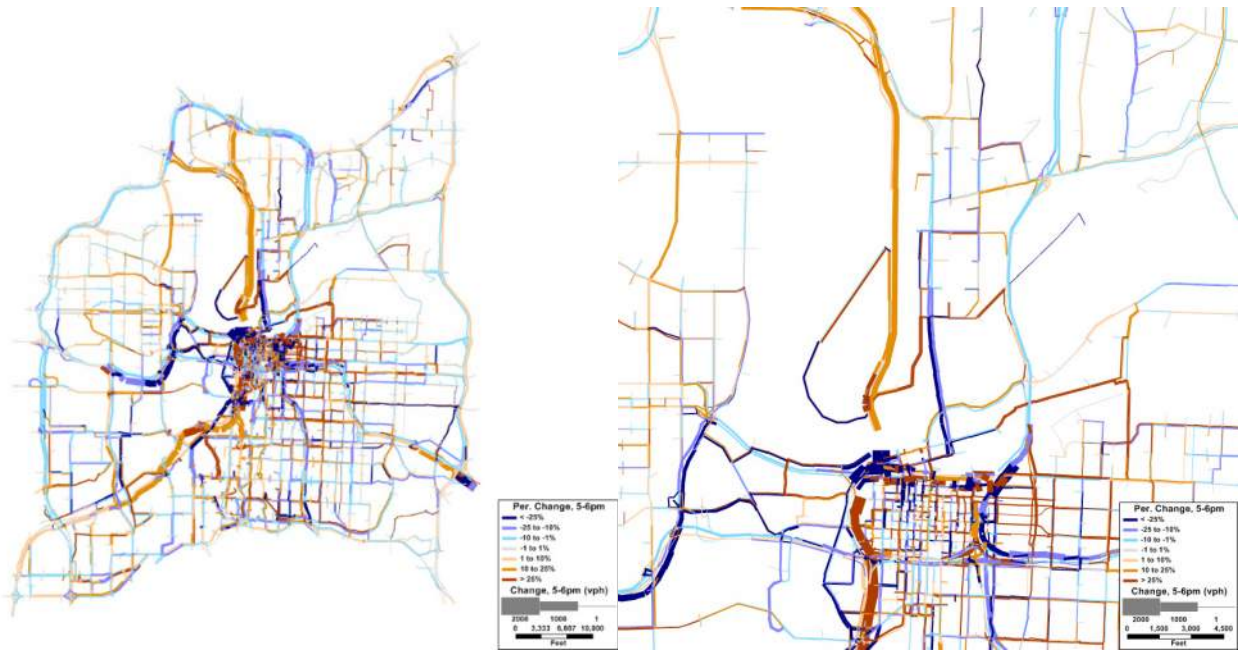 Per. Change, 5-6pm
< -25%
-25 to -10%
-10 to -1%
-1 to 1%
1 to 10%
10 to 25%
> 25%
Change, 5-6pm (vph)
2000 1000 1
0 3,333 6,667 10,000
Feet
Per. Change, 5-6pm
< -25%
-25 to -10%
-10 to -1%
-1 to 1%
1 to 10%
10 to 25%
> 25%
Change, 5-6pm (vph)
2000 1000 1
0 1,500 3,000 4,500
Feet